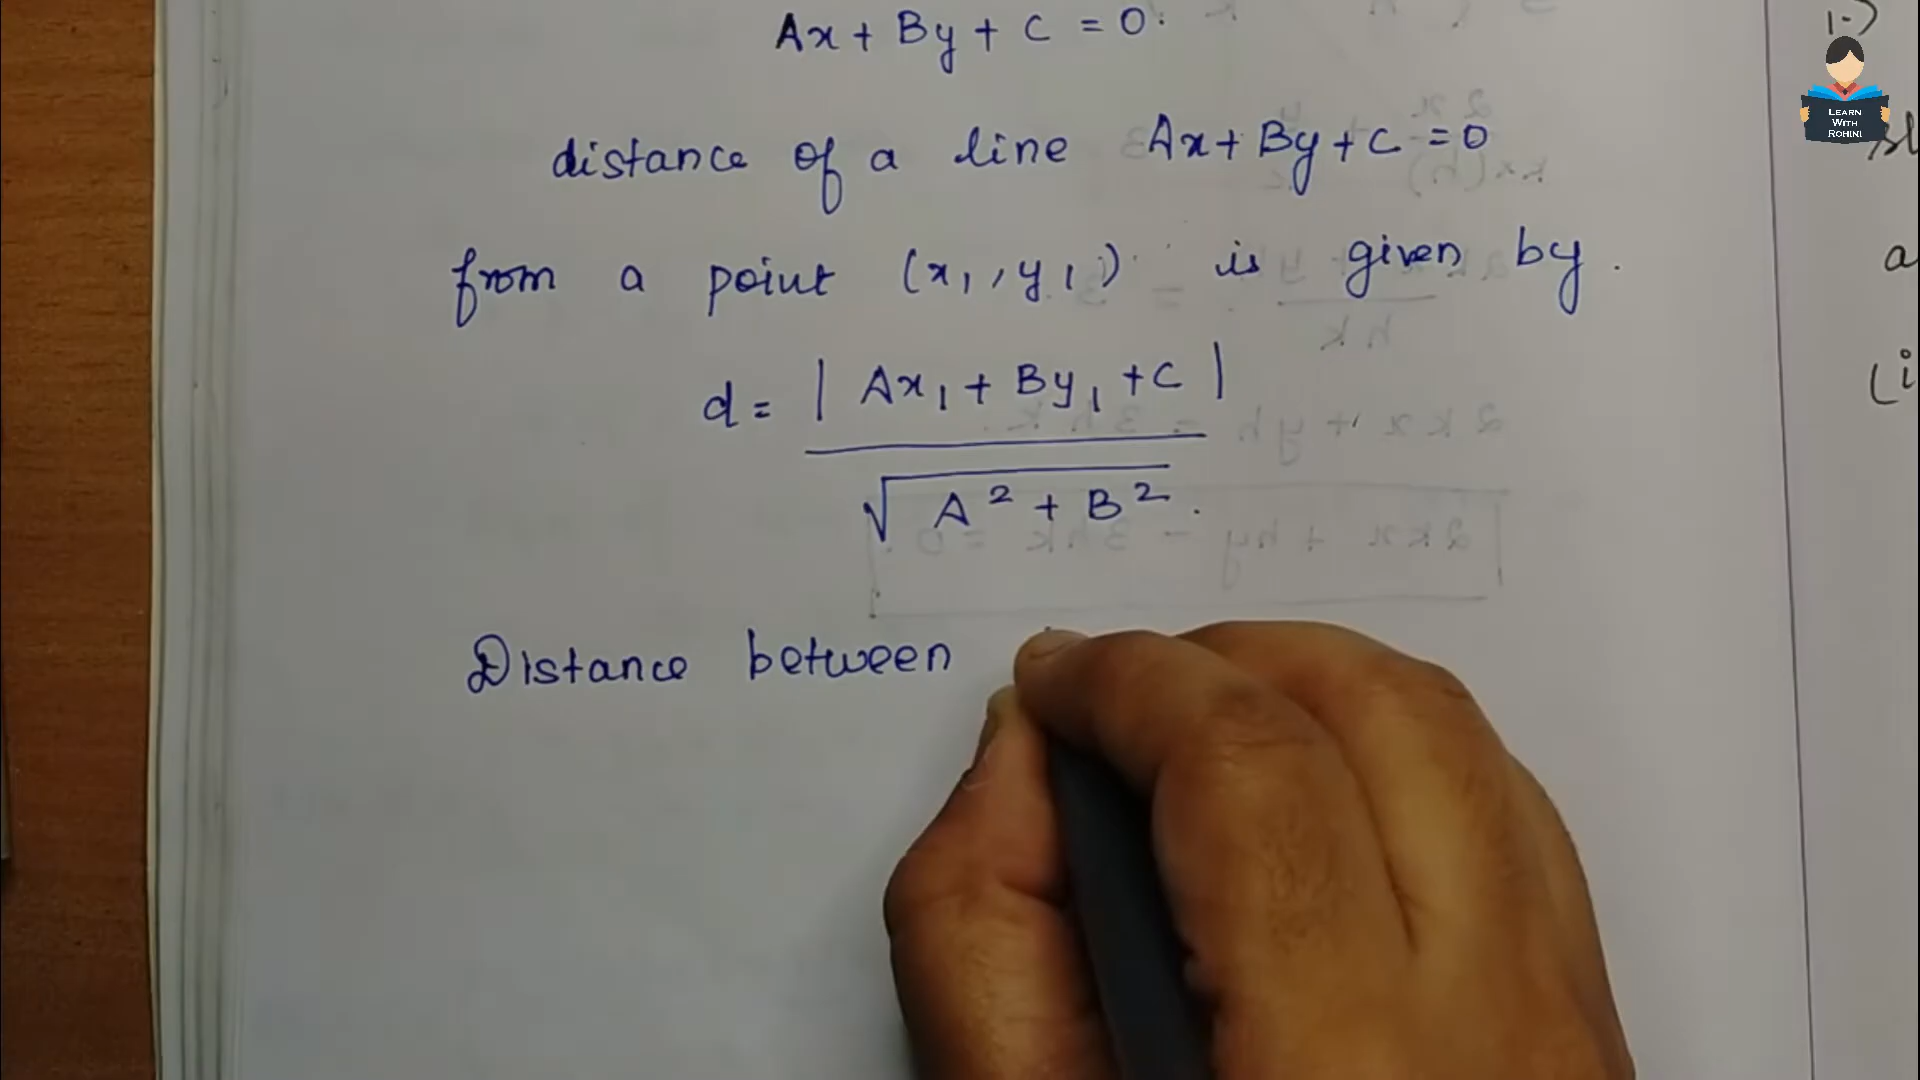 Ax + By + C = 0.
distance of a line Ax + By + C = 0
from a point (x₁, y₁) is given by.
d = | Ax₁ + By₁ + C |
√ A² + B² .
Distance between
1.)
a
(i
LEARN
WITH
ROHINI